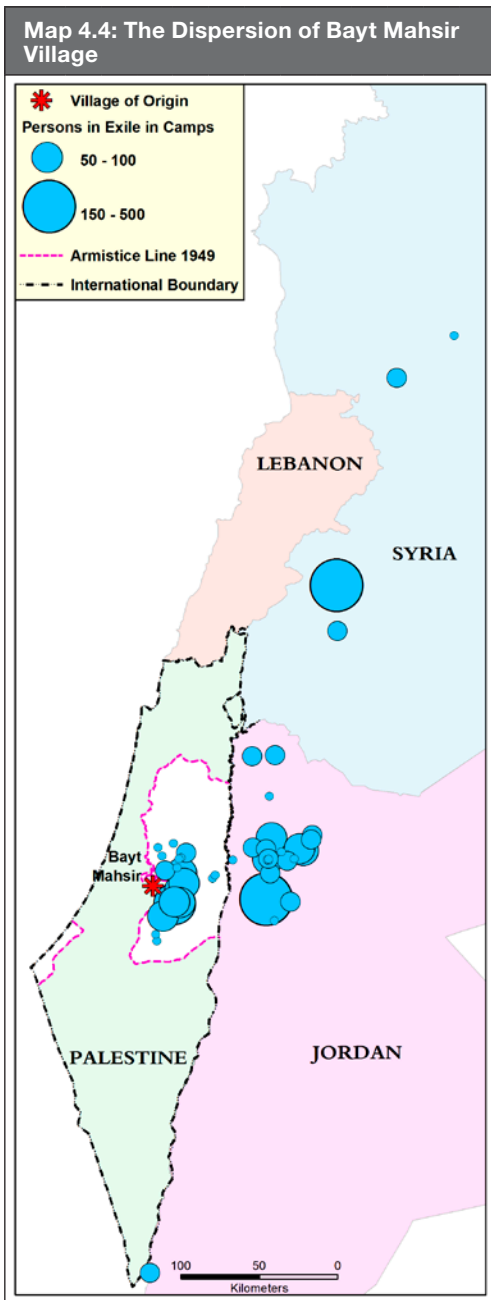 Map 4.4: The Dispersion of Bayt Mahsir
Village
Village of Origin
Persons in Exile in Camps
50 - 100
150 - 500
Armistice Line 1949
International Boundary
LEBANON
SYRIA
Bayt
Mahsir
PALESTINE
JORDAN
100 50 0
Kilometers